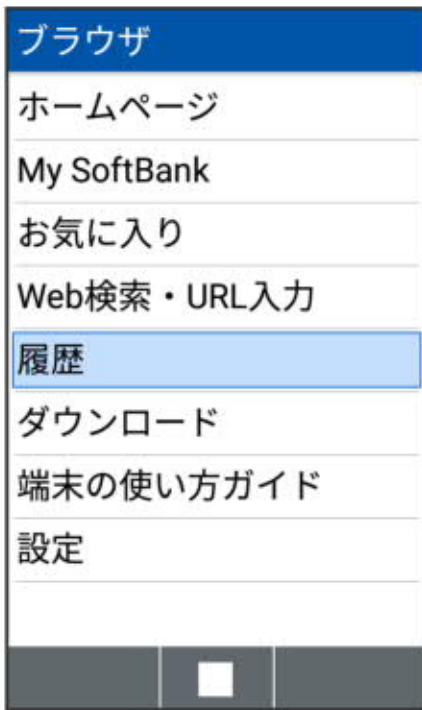 ブラウザ
ホームページ
My SoftBank
お気に入り
Web検索・URL入力
履歴
ダウンロード
端末の使い方ガイド
設定